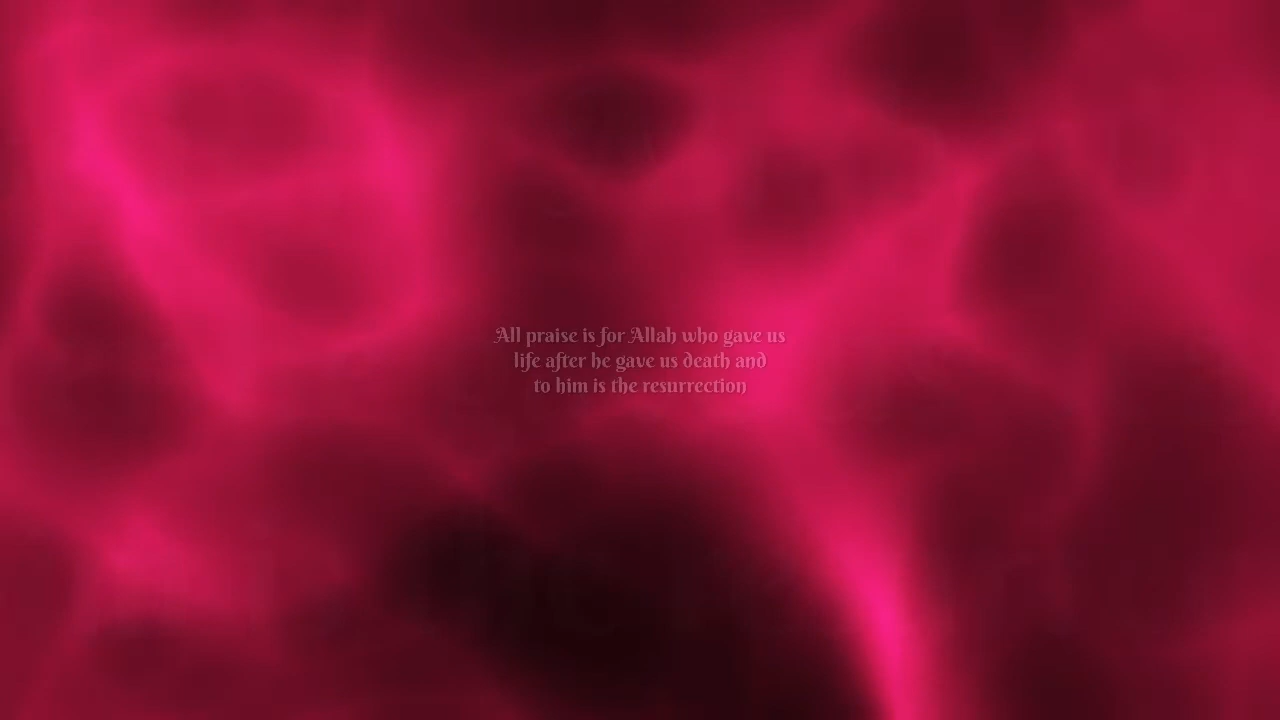 All praise is for Allah who gave us
life after he gave us death and
to him is the resurrection